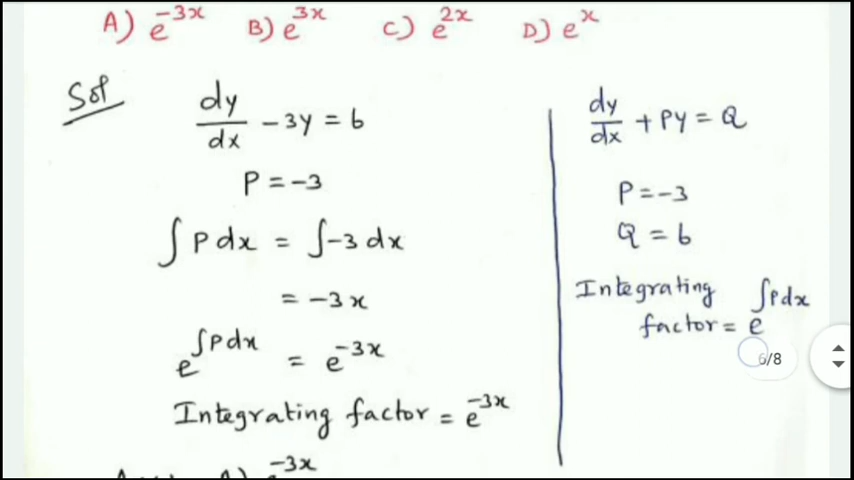 A) e^{-3x} B) e^{3x} C) e^{2x} D) e^{x}
Sol
dy/dx - 3y = 6
P = -3
∫ P dx = ∫ -3 dx
= -3x
e^{∫Pdx} = e^{-3x}
Integrating factor = e^{-3x}
dy/dx + Py = Q
P = -3
Q = 6
Integrating
factor = e^{∫Pdx}
6/8
A) e^{-3x}